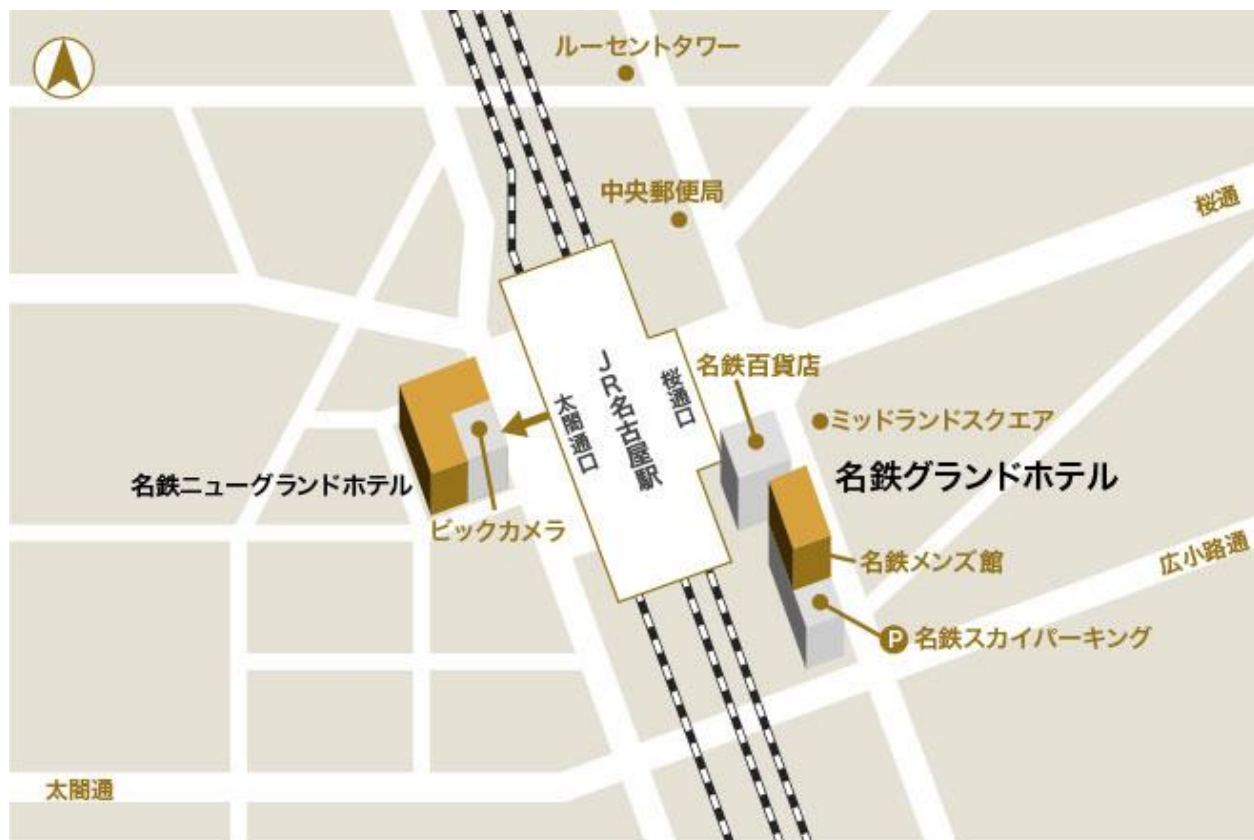 ルーセントタワー
中央郵便局
桜通
名鉄百貨店
JR名古屋駅
桜通口
太閤通口
ミッドランドスクエア
名鉄グランドホテル
名鉄ニューグランドホテル
ビックカメラ
名鉄メンズ館
広小路通
P 名鉄スカイパーキング
太閤通